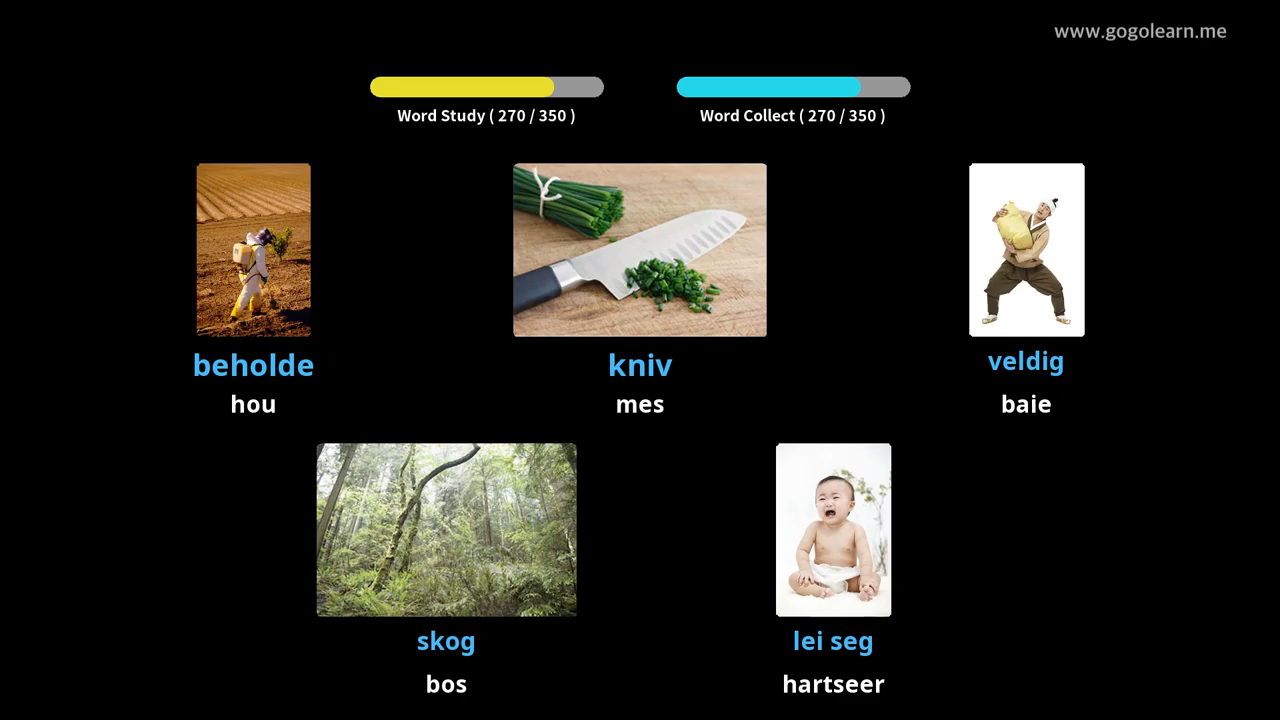 www.gogolearn.me
Word Study ( 270 / 350 )
Word Collect ( 270 / 350 )
beholde
hou
kniv
mes
veldig
baie
skog
bos
lei seg
hartseer